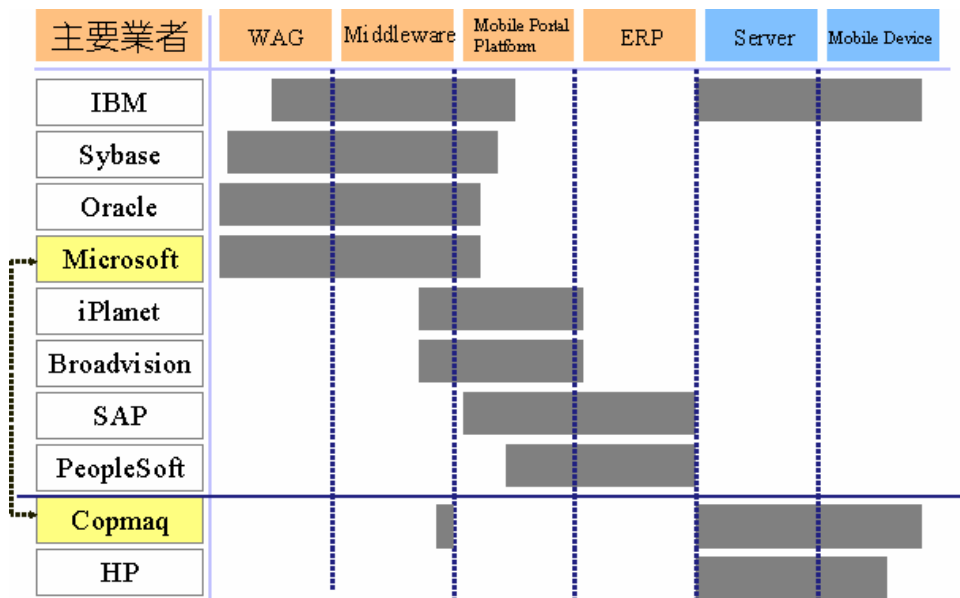 主要業者
WAG
Middleware
Mobile Portal
Platform
ERP
Server
Mobile Device
IBM
Sybase
Oracle
Microsoft
iPlanet
Broadvision
SAP
PeopleSoft
Copmaq
HP